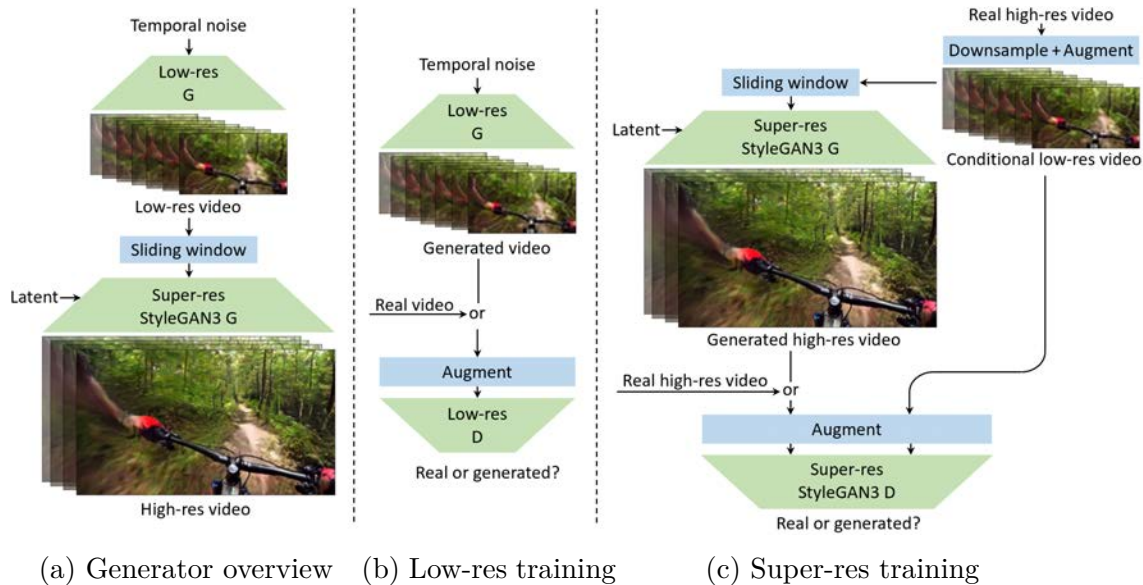 Temporal noise
Low-res
G
Low-res video
Sliding window
Latent
Super-res
StyleGAN3 G
High-res video
(a) Generator overview
Temporal noise
Low-res
G
Generated video
Real video
or
Augment
Low-res
D
Real or generated?
(b) Low-res training
Real high-res video
Downsample + Augment
Conditional low-res video
Sliding window
Latent
Super-res
StyleGAN3 G
Generated high-res video
Real high-res video
or
Augment
Super-res
StyleGAN3 D
Real or generated?
(c) Super-res training